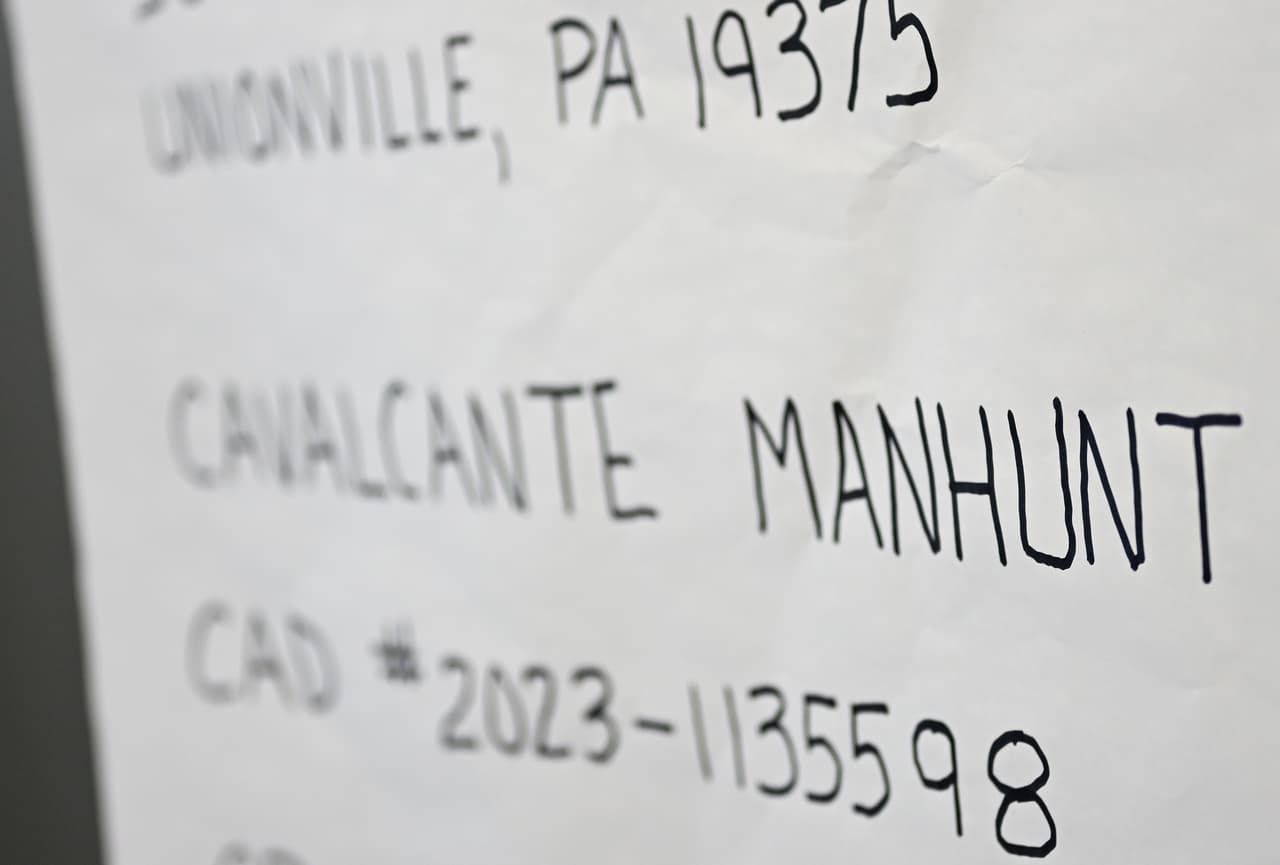 UNIONVILLE, PA 19375
CAVALCANTE MANHUNT
CAD #2023-1135598